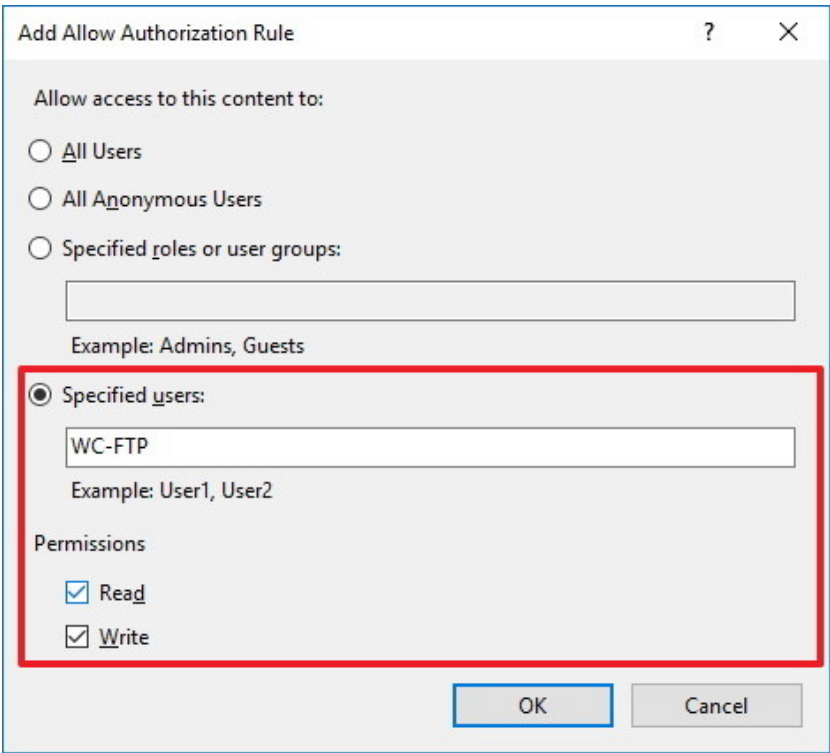 Add Allow Authorization Rule ?
Allow access to this content to:
All Users
All Anonymous Users
Specified roles or user groups:
Example: Admins, Guests
Specified users:
WC-FTP
Example: User1, User2
Permissions
Read
Write
OK Cancel